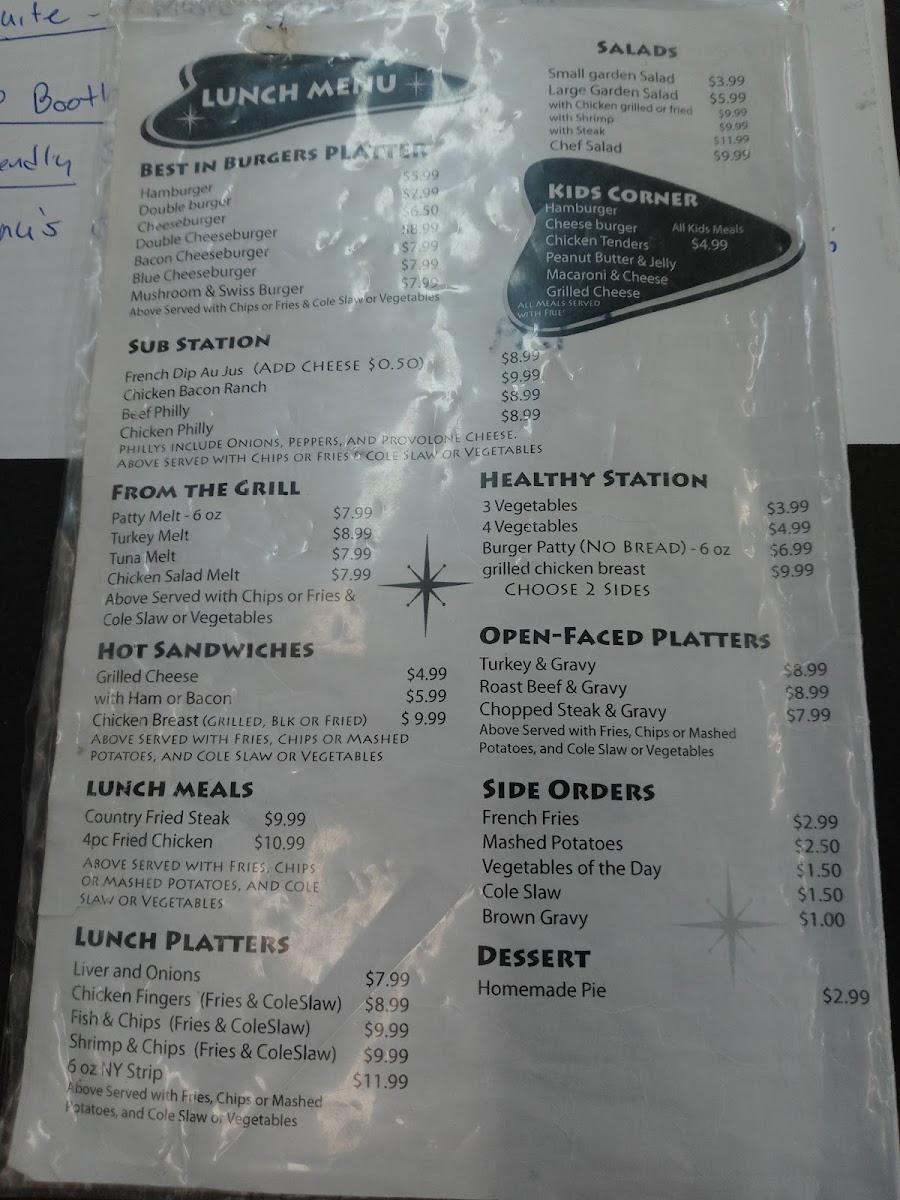 uite -
Booth
endly
LUNCH MENU
BEST IN BURGERS PLATTER
Hamburger $5.99
Double burger $7.99
Cheeseburger $6.50
Double Cheeseburger $8.99
Bacon Cheeseburger $7.99
Blue Cheeseburger $7.99
Mushroom & Swiss Burger $7.99
Above Served with Chips or Fries & Cole Slaw or Vegetables
SALADS
Small garden Salad $3.99
Large Garden Salad $5.99
with Chicken grilled or fried $9.99
with Shrimp $9.99
with Steak $11.99
Chef Salad $9.99
KIDS CORNER
Hamburger
Cheese burger All Kids Meals
Chicken Tenders $4.99
Peanut Butter & Jelly
Macaroni & Cheese
Grilled Cheese
ALL MEALS SERVED
WITH FRIES
SUB STATION
French Dip Au Jus (ADD CHEESE $0.50) $8.99
Chicken Bacon Ranch $9.99
Beef Philly $8.99
Chicken Philly $8.99
PHILLYS INCLUDE ONIONS, PEPPERS, AND PROVOLONE CHEESE.
ABOVE SERVED WITH CHIPS OR FRIES & COLE SLAW OR VEGETABLES
FROM THE GRILL
Patty Melt - 6 oz $7.99
Turkey Melt $8.99
Tuna Melt $7.99
Chicken Salad Melt $7.99
Above Served with Chips or Fries &
Cole Slaw or Vegetables
HEALTHY STATION
3 Vegetables $3.99
4 Vegetables $4.99
Burger Patty (NO BREAD) - 6 oz $6.99
grilled chicken breast $9.99
CHOOSE 2 SIDES
HOT SANDWICHES
Grilled Cheese $4.99
with Ham or Bacon $5.99
Chicken Breast (GRILLED, BLK OR FRIED) $ 9.99
ABOVE SERVED WITH FRIES, CHIPS OR MASHED
POTATOES, AND COLE SLAW OR VEGETABLES
OPEN-FACED PLATTERS
Turkey & Gravy $8.99
Roast Beef & Gravy $8.99
Chopped Steak & Gravy $7.99
Above Served with Fries, Chips or Mashed
Potatoes, and Cole Slaw or Vegetables
LUNCH MEALS
Country Fried Steak $9.99
4pc Fried Chicken $10.99
ABOVE SERVED WITH FRIES, CHIPS
OR MASHED POTATOES, AND COLE
SLAW OR VEGETABLES
SIDE ORDERS
French Fries $2.99
Mashed Potatoes $2.50
Vegetables of the Day $1.50
Cole Slaw $1.50
Brown Gravy $1.00
LUNCH PLATTERS
Liver and Onions $7.99
Chicken Fingers (Fries & ColeSlaw) $8.99
Fish & Chips (Fries & ColeSlaw) $9.99
Shrimp & Chips (Fries & ColeSlaw) $9.99
6 oz NY Strip $11.99
Above Served with Fries, Chips or Mashed
Potatoes, and Cole Slaw or Vegetables
DESSERT
Homemade Pie $2.99